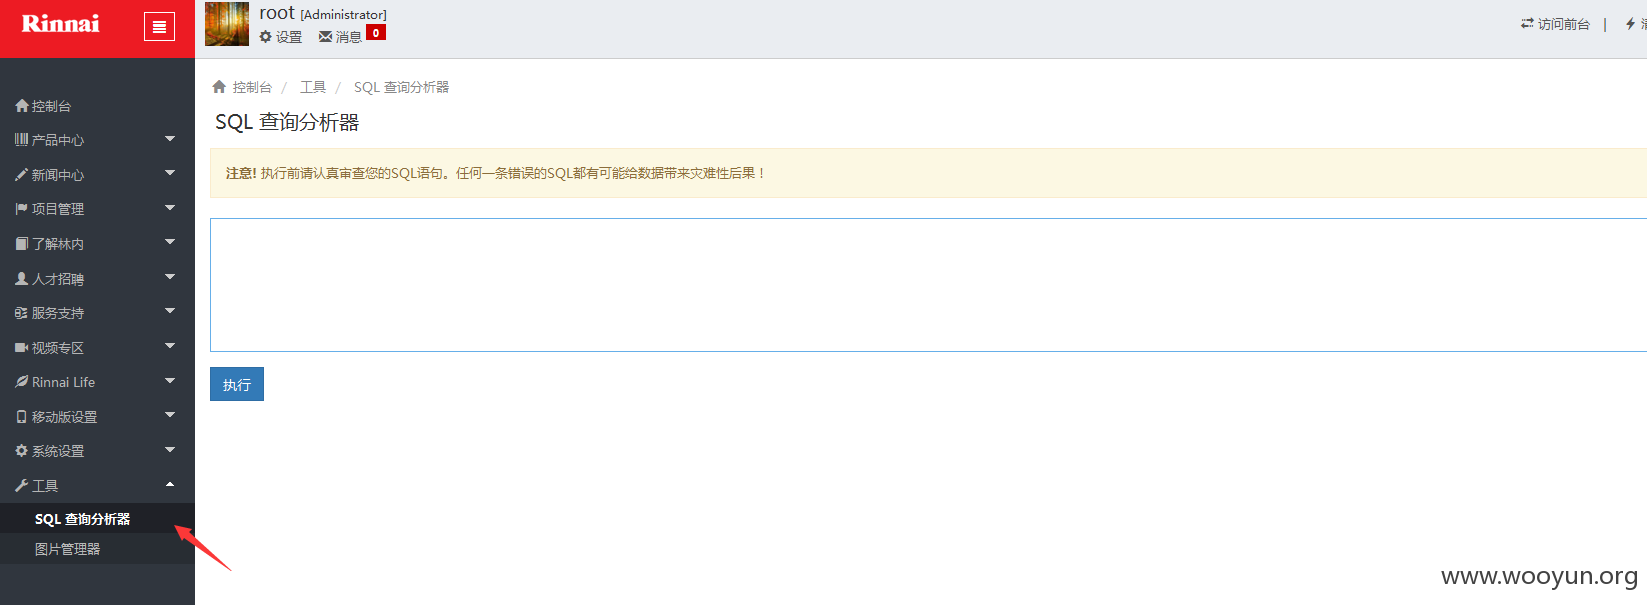 Rinnai
root [Administrator]
设置 消息 0
访问前台 |
控制台 / 工具 / SQL 查询分析器
SQL 查询分析器
注意! 执行前请认真审查您的SQL语句。任何一条错误的SQL都有可能给数据带来灾难性后果！
执行
控制台
产品中心
新闻中心
项目管理
了解林内
人才招聘
服务支持
视频专区
Rinnai Life
移动版设置
系统设置
工具
SQL 查询分析器
图片管理器
www.wooyun.org